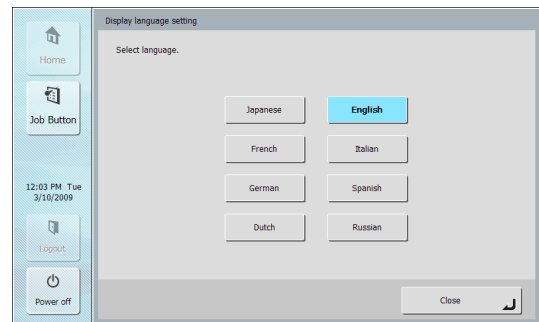 Display language setting
Select language.
Home
Job Button
12:03 PM Tue
3/10/2009
Logout
Power off
Japanese
English
French
Italian
German
Spanish
Dutch
Russian
Close